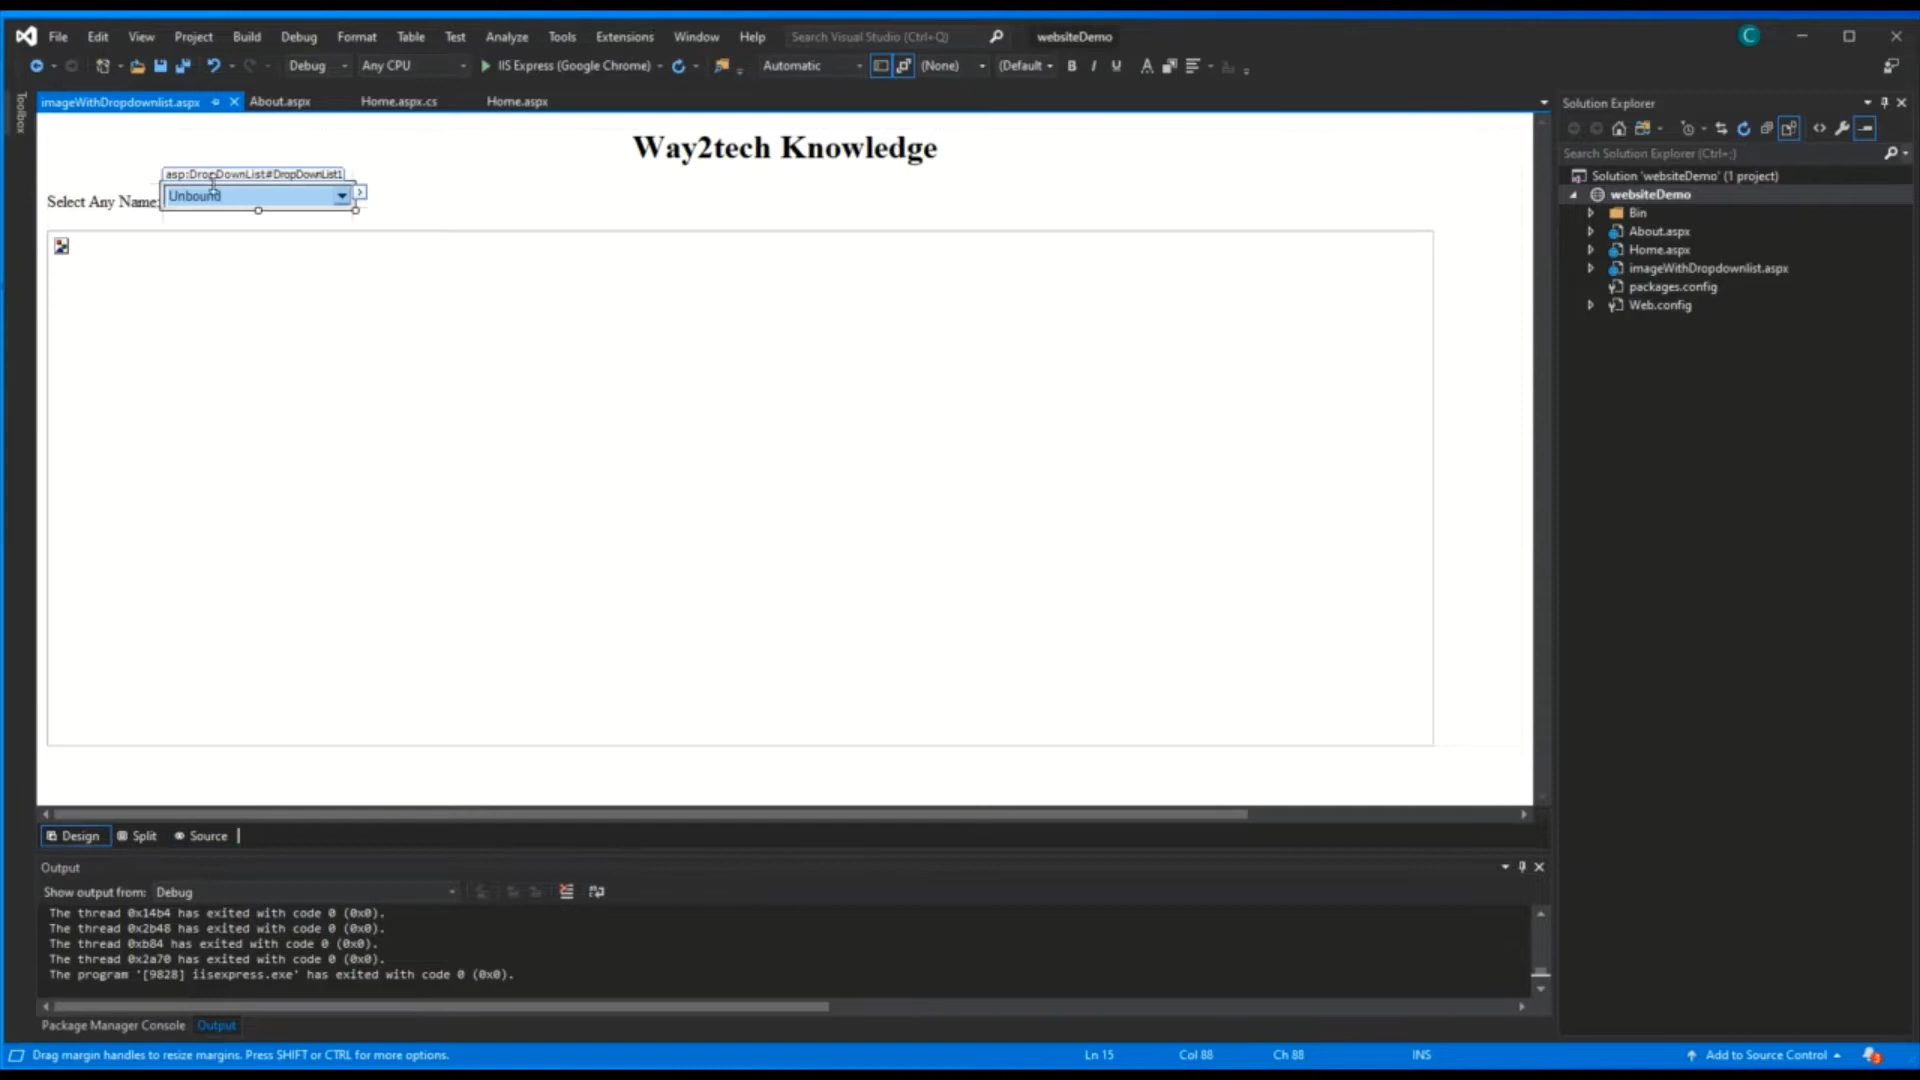 File Edit View Project Build Debug Format Table Test Analyze Tools Extensions Window Help Search Visual Studio (Ctrl+Q) websiteDemo C
Debug Any CPU IIS Express (Google Chrome) Automatic (None) (Default B I U A
Toolbox
imageWithDropdownlist.aspx About.aspx Home.aspx.cs Home.aspx
Way2tech Knowledge
asp:DropDownList#DropDownList1
Unbound
Select Any Name:
Design Split Source
Output
Show output from: Debug
The thread 0x14b4 has exited with code 0 (0x0).
The thread 0x2b48 has exited with code 0 (0x0).
The thread 0xb84 has exited with code 0 (0x0).
The thread 0x2a70 has exited with code 0 (0x0).
The program '[9828] iisexpress.exe' has exited with code 0 (0x0).
Package Manager Console Output
Solution Explorer
Search Solution Explorer (Ctrl+;)
Solution 'websiteDemo' (1 project)
websiteDemo
Bin
About.aspx
Home.aspx
imageWithDropdownlist.aspx
packages.config
Web.config
Drag margin handles to resize margins. Press SHIFT or CTRL for more options. Ln 15 Col 88 Ch 88 INS Add to Source Control